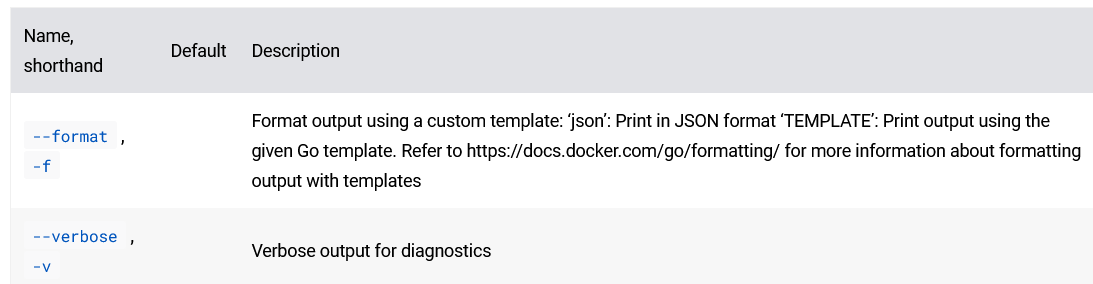 Name,
shorthand
Default
Description
--format ,
-f
Format output using a custom template: ‘json’: Print in JSON format ‘TEMPLATE’: Print output using the
given Go template. Refer to https://docs.docker.com/go/formatting/ for more information about formatting
output with templates
--verbose ,
-v
Verbose output for diagnostics